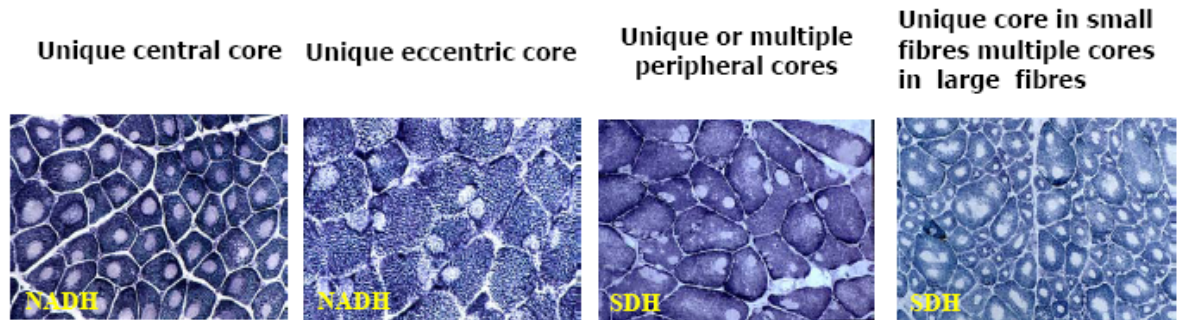 Unique central core
Unique eccentric core
Unique or multiple
peripheral cores
Unique core in small
fibres multiple cores
in large fibres
NADH
NADH
SDH
SDH